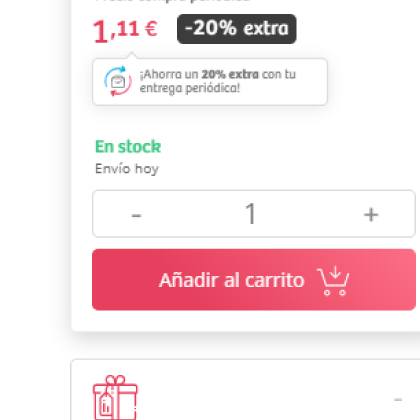 1,11 €
-20% extra
¡Ahorra un 20% extra con tu
entrega periódica!
En stock
Envío hoy
- 1 +
Añadir al carrito
-